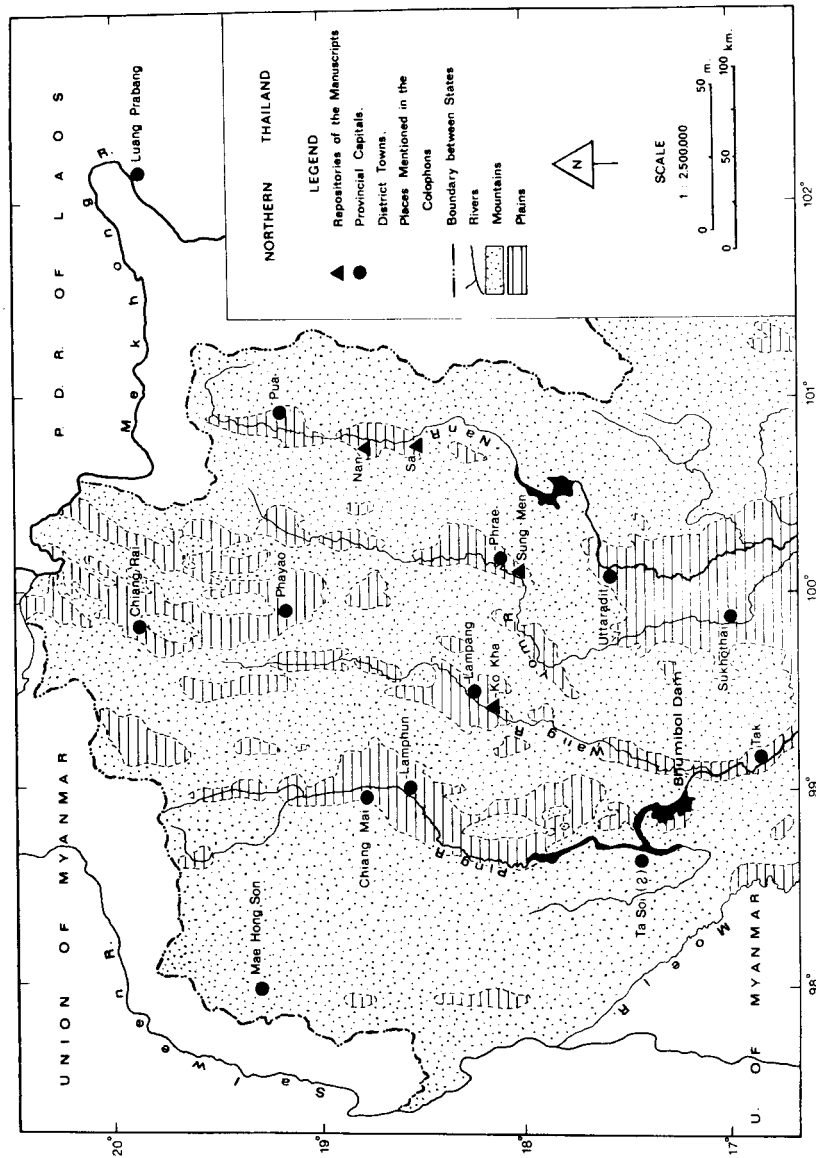 NORTHERN THAILAND
LEGEND
Repositories of the Manuscripts
Provincial Capitals.
District Towns.
Places Mentioned in the
Colophons
Boundary between States
Rivers
Mountains
Plains
N
SCALE
1 : 2.500.000
0 50 m.
0 50 100 km.
UNION OF MYANMAR
P D R. OF LAOS
U. OF MYANMAR
Salween R.
Mekhong R.
Luang Prabang
Mae Hong Son
Chiang Rai
Phayao
Pua
Nan
Sa
Nan R.
Chiang Mai
Lamphun
Ping R.
Lampang
Ko Kha
Wang R.
Phrae
Sung Men
Yom R.
Uttaradit
Sukhothai
Bhumibol Dam
Tak
Ta Soi (?)
Moei R.
20°
19°
18°
17°
98°
99°
100°
101°
102°